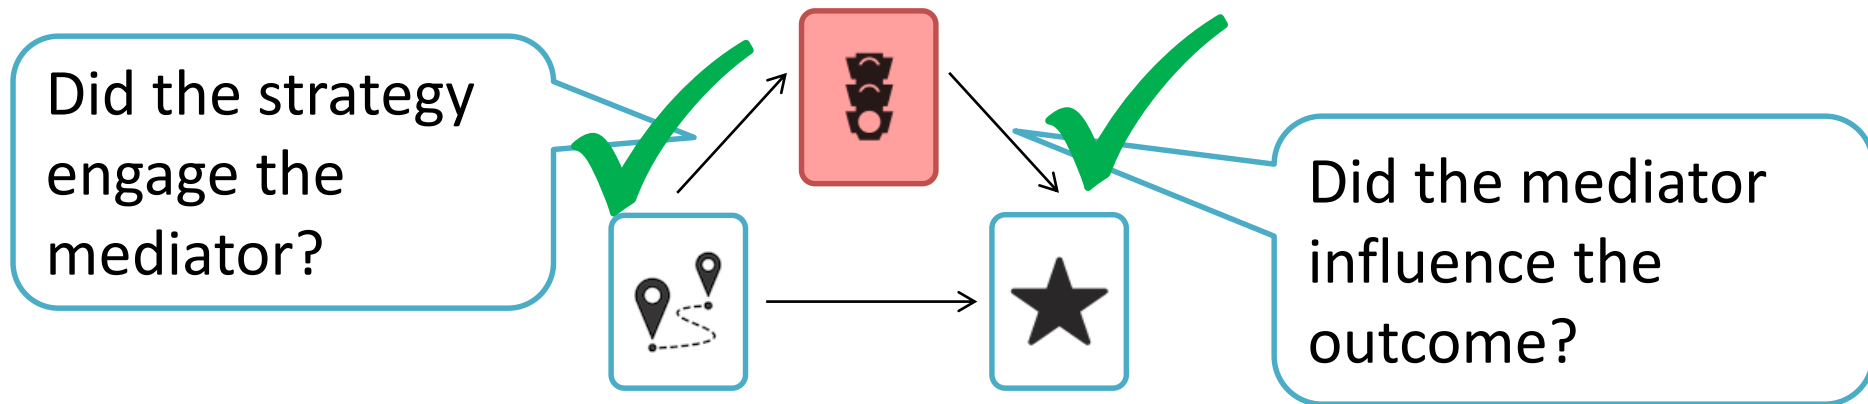 Did the strategy
engage the
mediator?
Did the mediator
influence the
outcome?